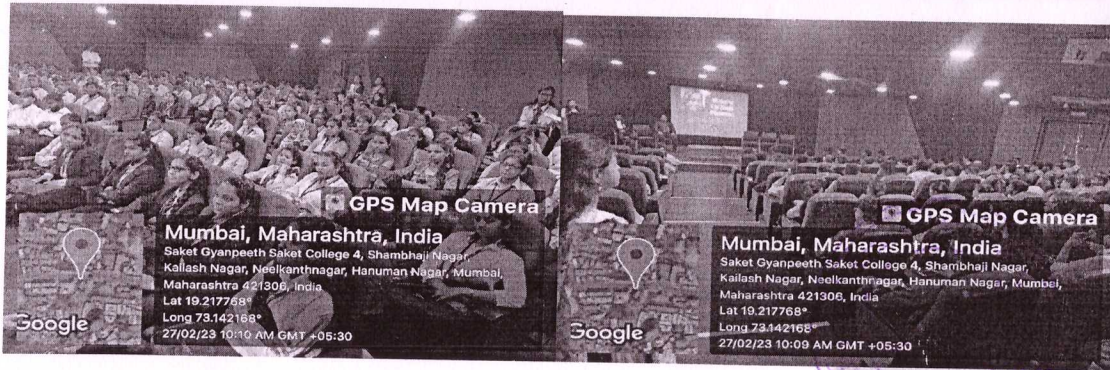 GPS Map Camera
Mumbai, Maharashtra, India
Saket Gyanpeeth Saket College 4, Shambhaji Nagar,
Kailash Nagar, Neelkanthnagar, Hanuman Nagar, Mumbai,
Maharashtra 421306, India
Lat 19.217768°
Long 73.142168°
27/02/23 10:10 AM GMT +05:30
Google
GPS Map Camera
Mumbai, Maharashtra, India
Saket Gyanpeeth Saket College 4, Shambhaji Nagar,
Kailash Nagar, Neelkanthnagar, Hanuman Nagar, Mumbai,
Maharashtra 421306, India
Lat 19.217768°
Long 73.142168°
27/02/23 10:09 AM GMT +05:30
Google